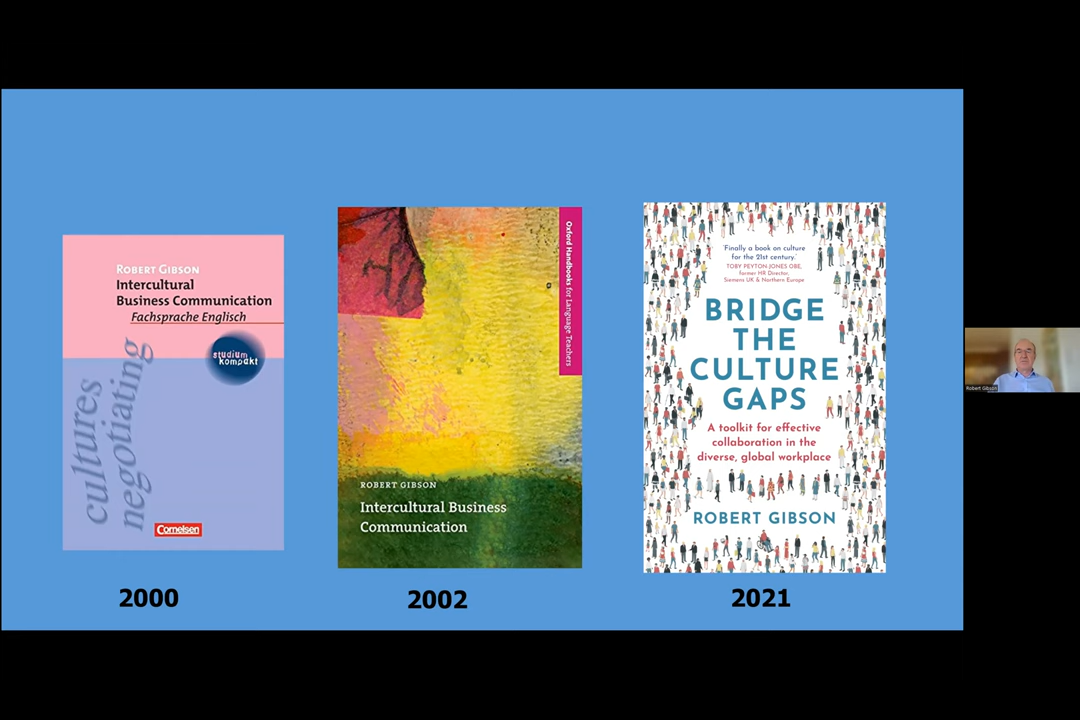 ROBERT GIBSON
Intercultural
Business Communication
Fachsprache Englisch
studium
kompakt
cultures
negotiating
Cornelsen
2000
Oxford Handbooks for Language Teachers
ROBERT GIBSON
Intercultural Business
Communication
2002
'Finally a book on culture
for the 21st century.'
TOBY PEYTON-JONES OBE,
former HR Director,
Siemens UK & Northern Europe
BRIDGE
THE
CULTURE
GAPS
A toolkit for effective
collaboration in the
diverse, global workplace
ROBERT GIBSON
2021
Robert Gibson